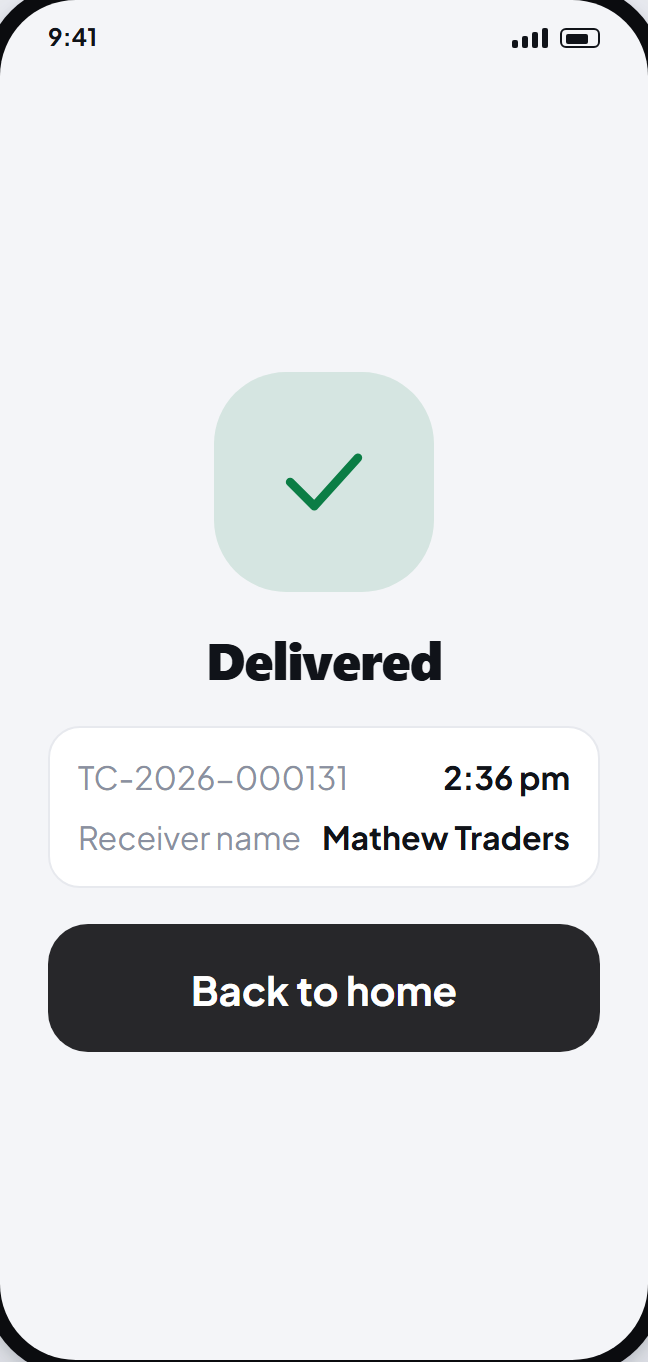 9:41
Delivered
TC-2026-000131 2:36 pm
Receiver name Mathew Traders
Back to home